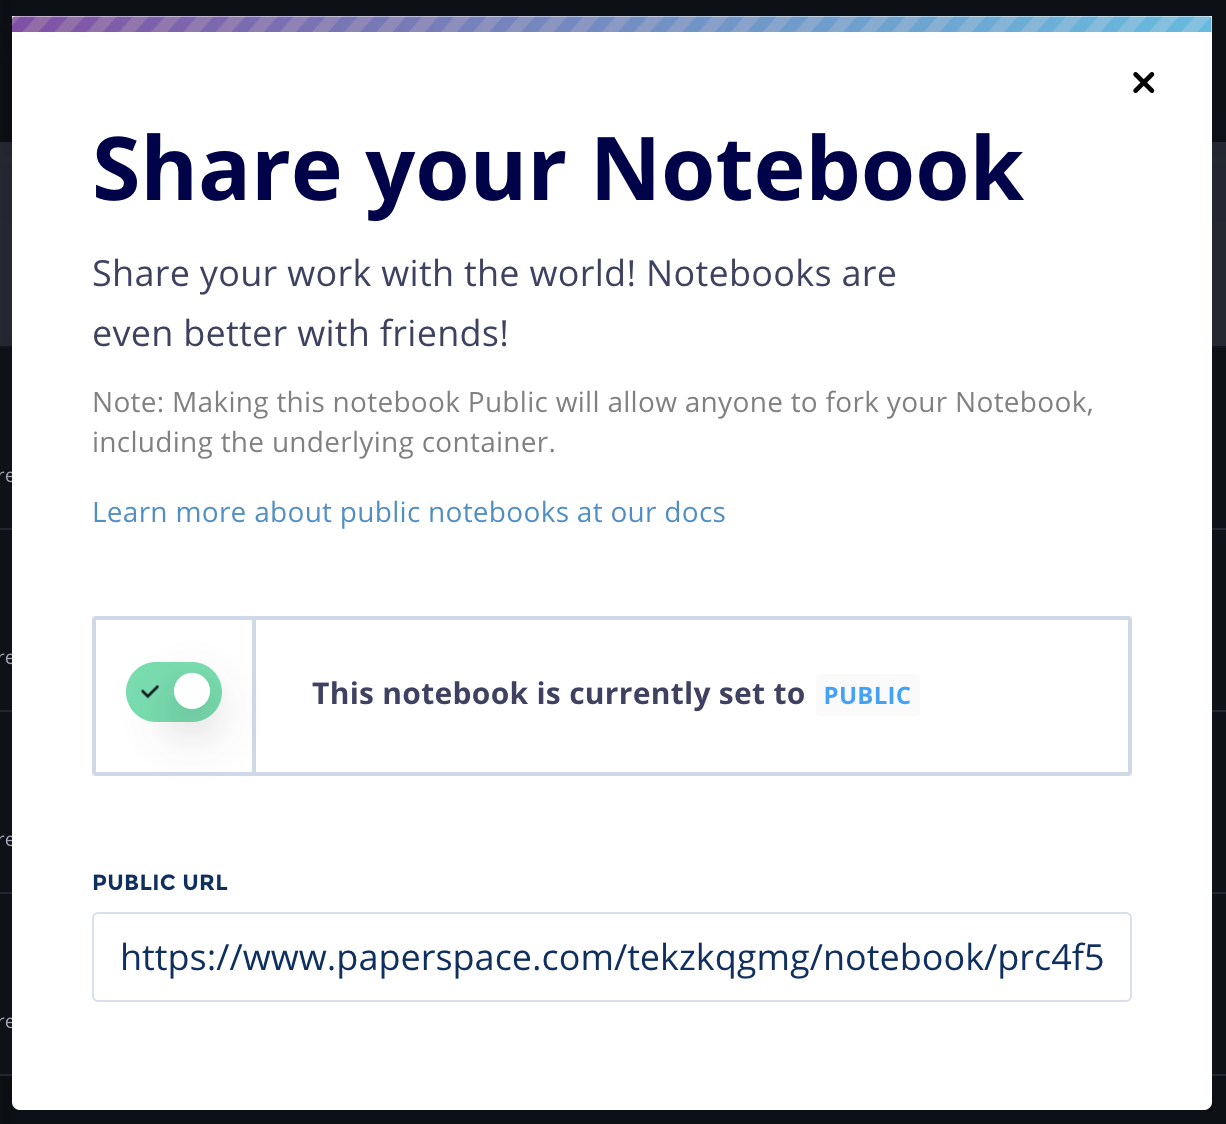 Share your Notebook
Share your work with the world! Notebooks are
even better with friends!
Note: Making this notebook Public will allow anyone to fork your Notebook,
including the underlying container.
Learn more about public notebooks at our docs
This notebook is currently set to PUBLIC
PUBLIC URL
https://www.paperspace.com/tekzkqgmg/notebook/prc4f5